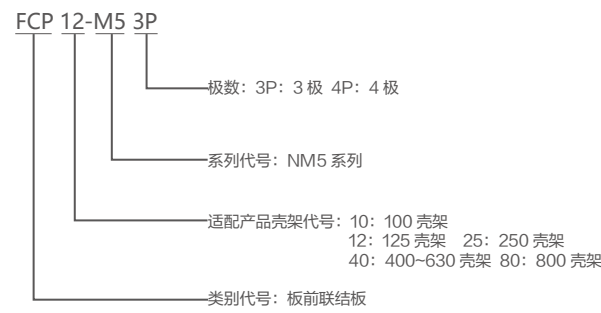 FCP 12-M5 3P
极数：3P：3 极 4P：4 极
系列代号：NM5 系列
适配产品壳架代号：10：100 壳架
12：125 壳架 25：250 壳架
40：400~630 壳架 80：800 壳架
类别代号：板前联结板